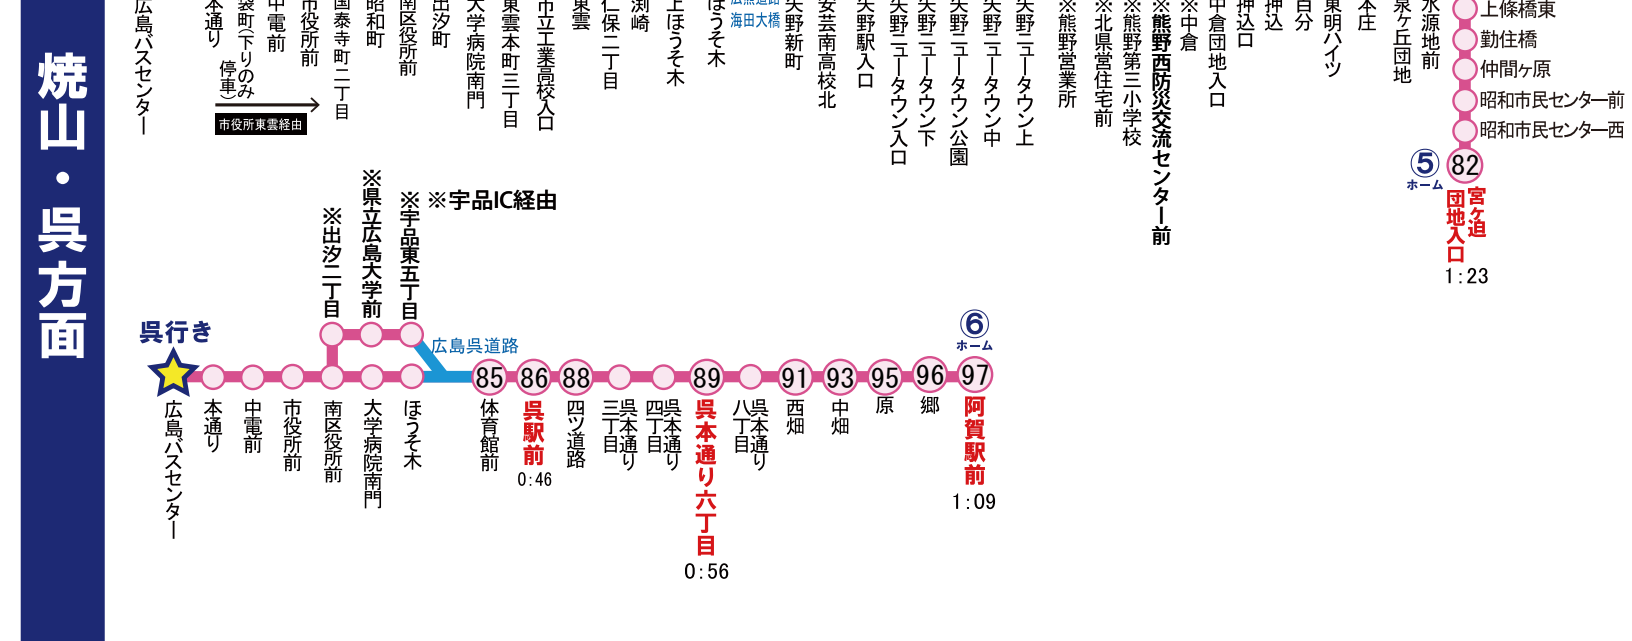 焼山・呉方面
広島バスセンター
本通り
袋町(下りのみ停車)
中電前
市役所前
国泰寺町二丁目
昭和町
南区役所前
出汐町
大学病院南門
東雲本町三丁目
市立工業高校入口
東雲
仁保二丁目
渕崎
上ほうそ木
ほうそ木
広熊道路
海田大橋
矢野新町
安芸南高校北
矢野駅入口
矢野ニュータウン入口
矢野ニュータウン下
矢野ニュータウン公園
矢野ニュータウン中
矢野ニュータウン上
※熊野営業所
※北県営住宅前
※熊野第三小学校
※熊野西防災交流センター前
※中倉
中倉団地入口
押込口
押込
百分
東明ハイツ
本庄
泉ヶ丘団地
水源地前
上條橋東
勤住橋
仲間ヶ原
昭和市民センター前
昭和市民センター西
⑤
ホーム
82
宮ヶ迫
団地入口
1:23
市役所東雲経由
※宇品IC経由
※出汐二丁目
※県立広島大学前
※宇品東五丁目
呉行き
広島呉道路
⑥
ホーム
85
86
88
89
91
93
95
96
97
広島バスセンター
本通り
中電前
市役所前
南区役所前
大学病院南門
ほうそ木
体育館前
呉駅前
0:46
四ツ道路
呉本通り
三丁目
呉本通り
四丁目
呉本通り六丁目
0:56
呉本通り
八丁目
西畑
中畑
原
郷
阿賀駅前
1:09